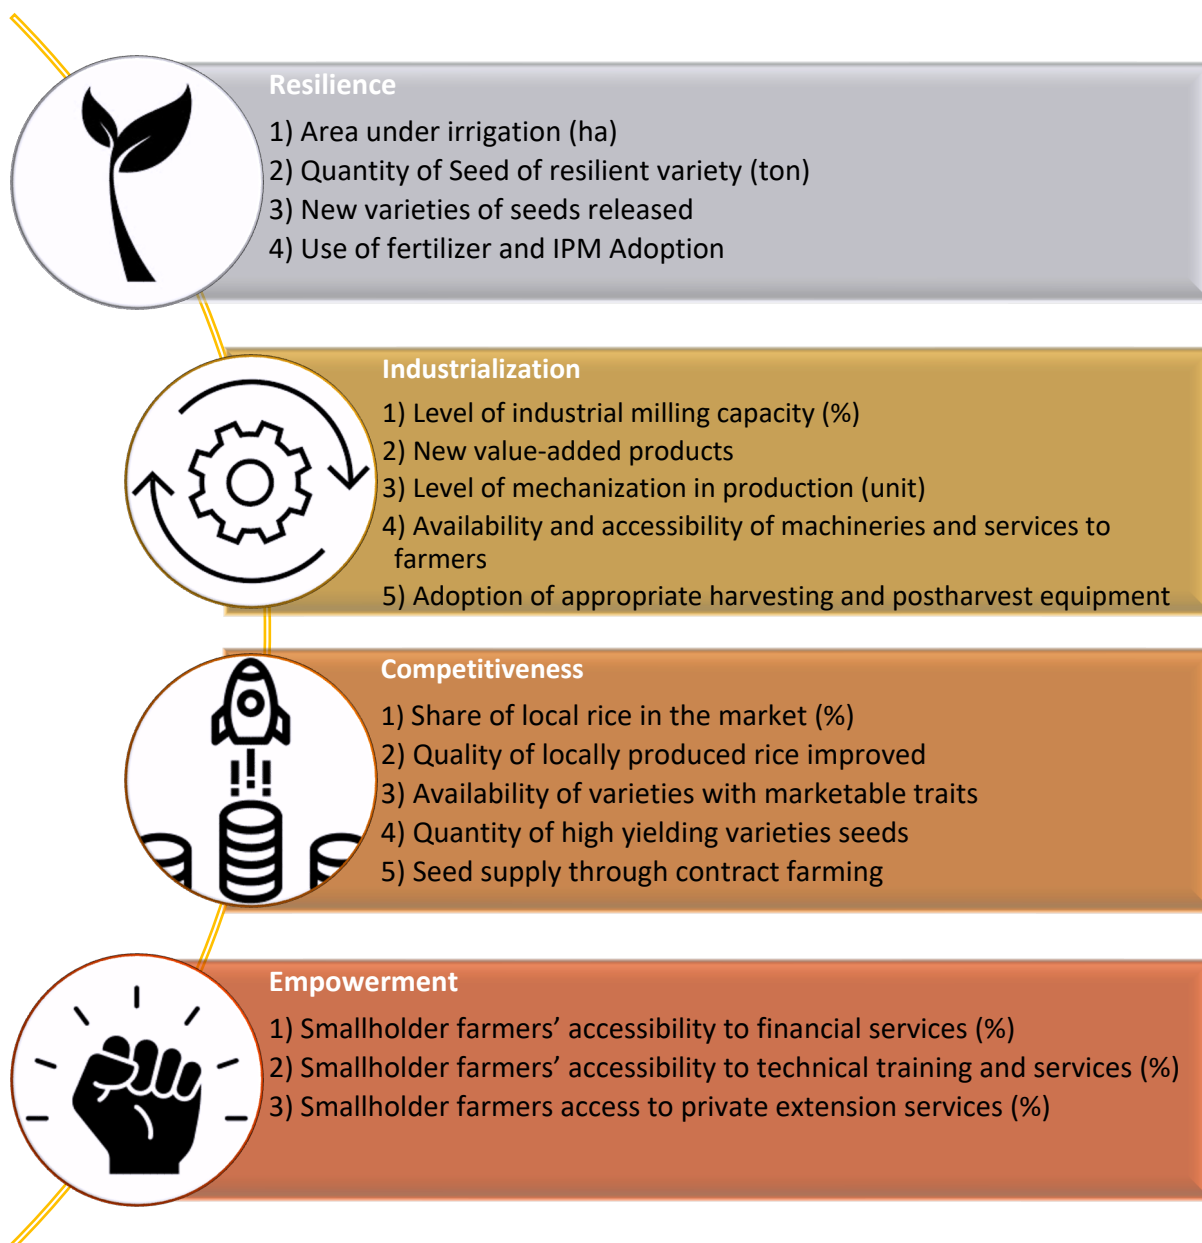 Resilience
1) Area under irrigation (ha)
2) Quantity of Seed of resilient variety (ton)
3) New varieties of seeds released
4) Use of fertilizer and IPM Adoption
Industrialization
1) Level of industrial milling capacity (%)
2) New value-added products
3) Level of mechanization in production (unit)
4) Availability and accessibility of machineries and services to
farmers
5) Adoption of appropriate harvesting and postharvest equipment
Competitiveness
1) Share of local rice in the market (%)
2) Quality of locally produced rice improved
3) Availability of varieties with marketable traits
4) Quantity of high yielding varieties seeds
5) Seed supply through contract farming
Empowerment
1) Smallholder farmers’ accessibility to financial services (%)
2) Smallholder farmers’ accessibility to technical training and services (%)
3) Smallholder farmers access to private extension services (%)